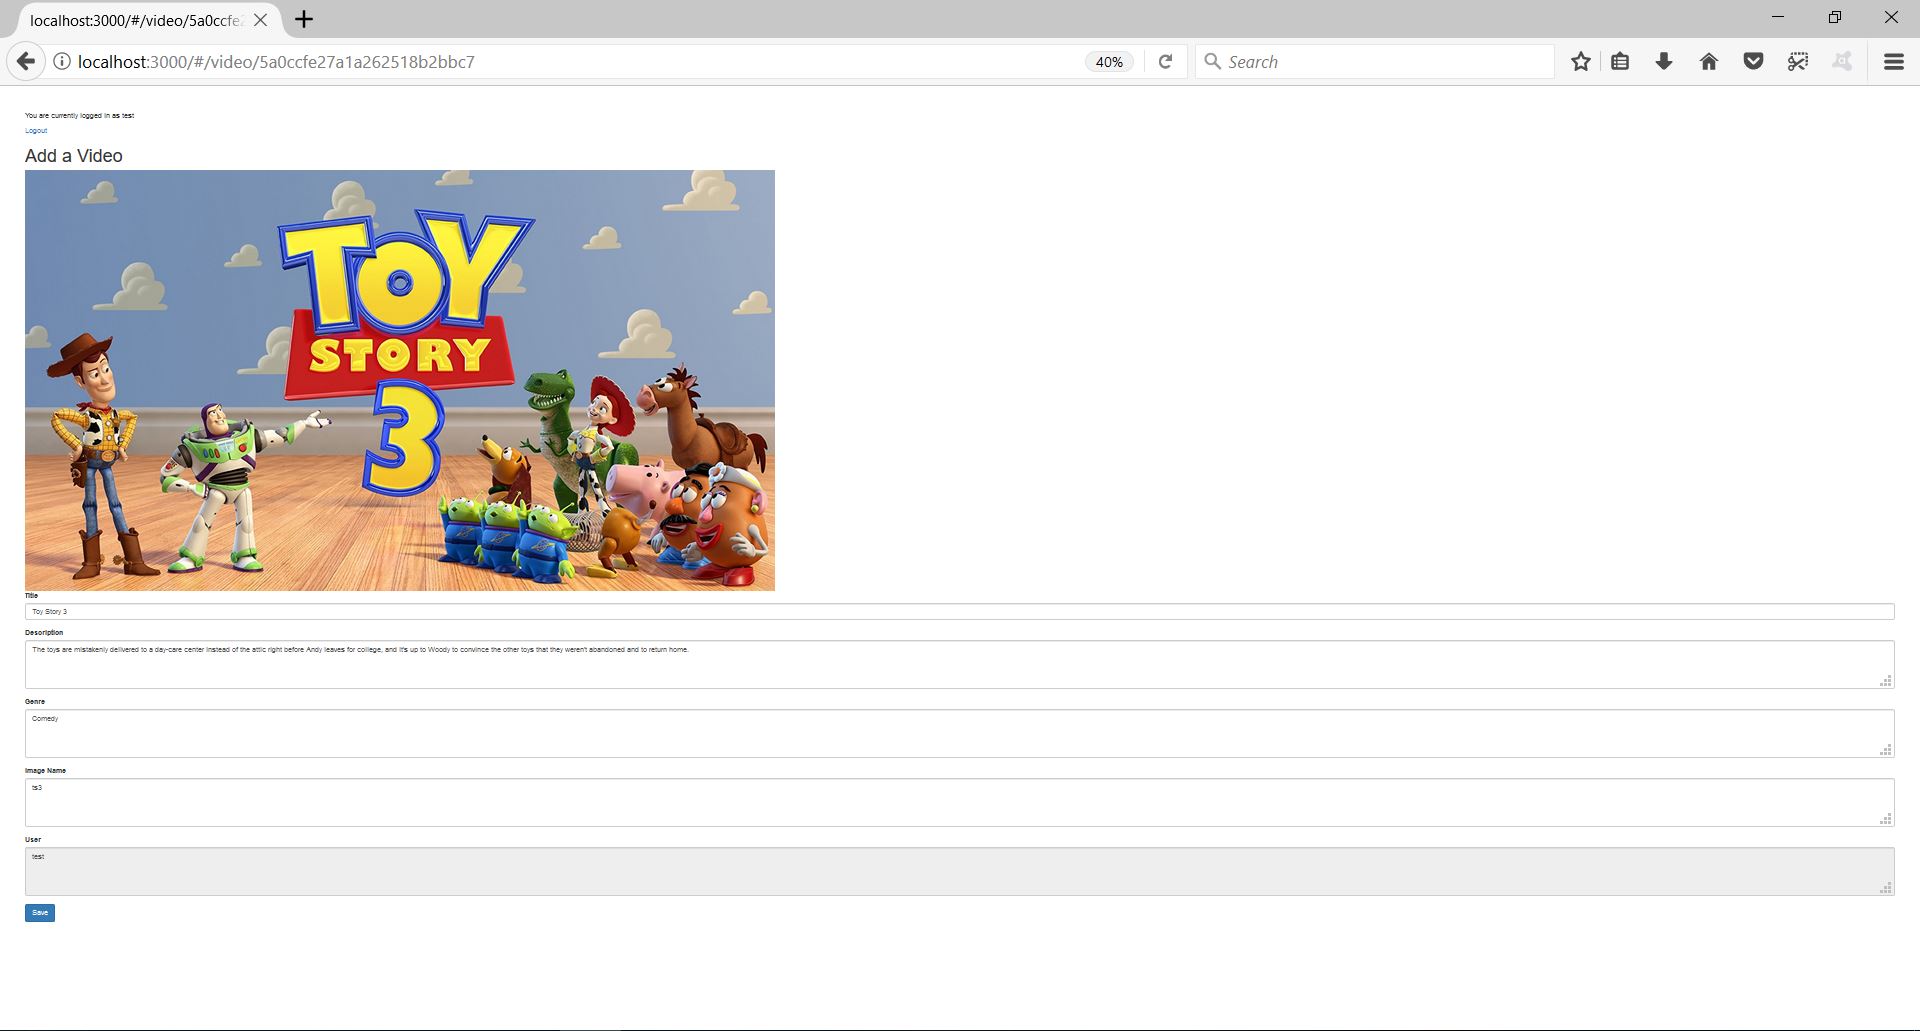 localhost:3000/#/video/5a0ccfe2
localhost:3000/#/video/5a0ccfe27a1a262518b2bbc7
40%
Search
You are currently logged in as test
Logout
Add a Video
TOY
STORY
3
Title
Toy Story 3
Description
The toys are mistakenly delivered to a day-care center instead of the attic right before Andy leaves for college, and it's up to Woody to convince the other toys that they weren't abandoned and to return home.
Genre
Comedy
Image Name
ts3
User
test
Save